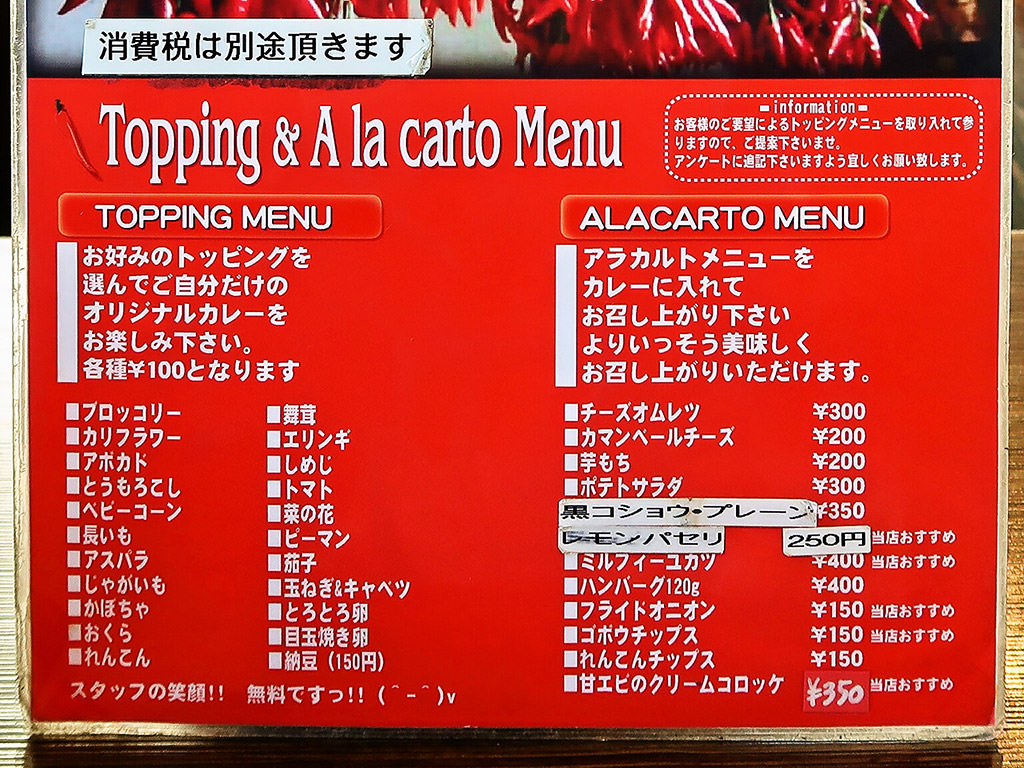 消費税は別途頂きます
Topping & A la carto Menu
=information=
お客様のご要望によるトッピングメニューを取り入れて参
りますので、ご提案下さいませ。
アンケートに追記下さいますよう宜しくお願い致します。
TOPPING MENU
お好みのトッピングを
選んでご自分だけの
オリジナルカレーを
お楽しみ下さい。
各種¥100となります
■ブロッコリー
■カリフラワー
■アボカド
■とうもろこし
■ベビーコーン
■長いも
■アスパラ
■じゃがいも
■かぼちゃ
■おくら
■れんこん
■舞茸
■エリンギ
■しめじ
■トマト
■菜の花
■ピーマン
■茄子
■玉ねぎ&キャベツ
■とろとろ卵
■目玉焼き卵
■納豆（150円）
スタッフの笑顔!! 無料ですっ!! (＾-＾)v
ALACARTO MENU
アラカルトメニューを
カレーに入れて
お召し上がり下さい
よりいっそう美味しく
お召し上がりいただけます。
■チーズオムレツ ¥300
■カマンベールチーズ ¥200
■芋もち ¥200
■ポテトサラダ ¥300
黒コショウ・プレーン ¥350
レモンパセリ 250円 当店おすすめ
■ミルフィーユカツ ¥400 当店おすすめ
■ハンバーグ120g ¥400
■フライドオニオン ¥150 当店おすすめ
■ゴボウチップス ¥150 当店おすすめ
■れんこんチップス ¥150
■甘エビのクリームコロッケ ¥350 当店おすすめ